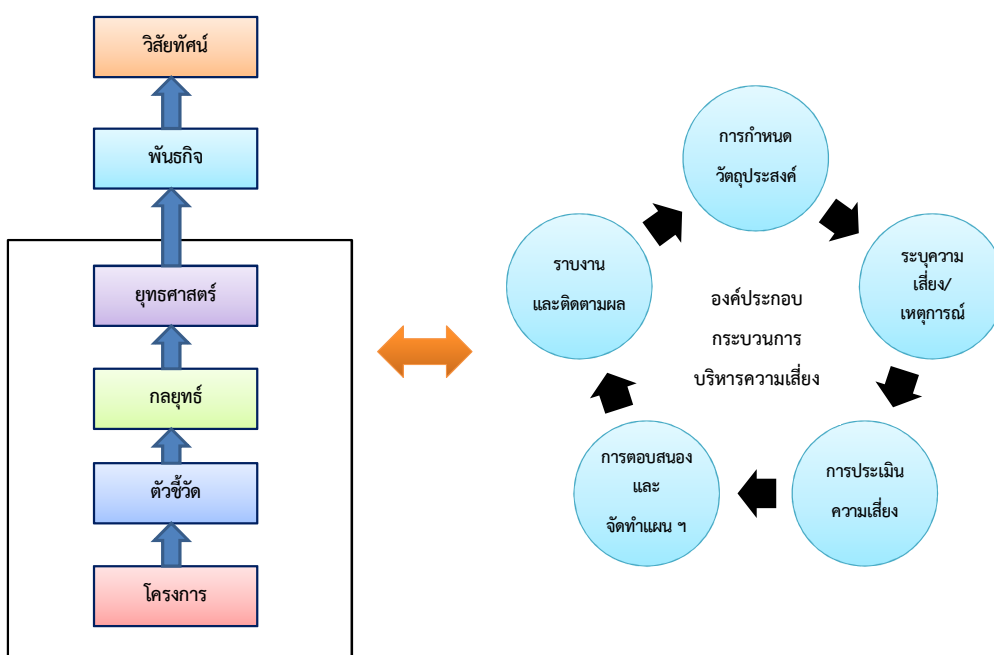 วิสัยทัศน์
พันธกิจ
ยุทธศาสตร์
กลยุทธ์
ตัวชี้วัด
โครงการ
การกำหนด
วัตถุประสงค์
ระบุความ
เสี่ยง/
เหตุการณ์
การประเมิน
ความเสี่ยง
การตอบสนอง
และ
จัดทำแผน ฯ
ราบงาน
และติดตามผล
องค์ประกอบ
กระบวนการ
บริหารความเสี่ยง